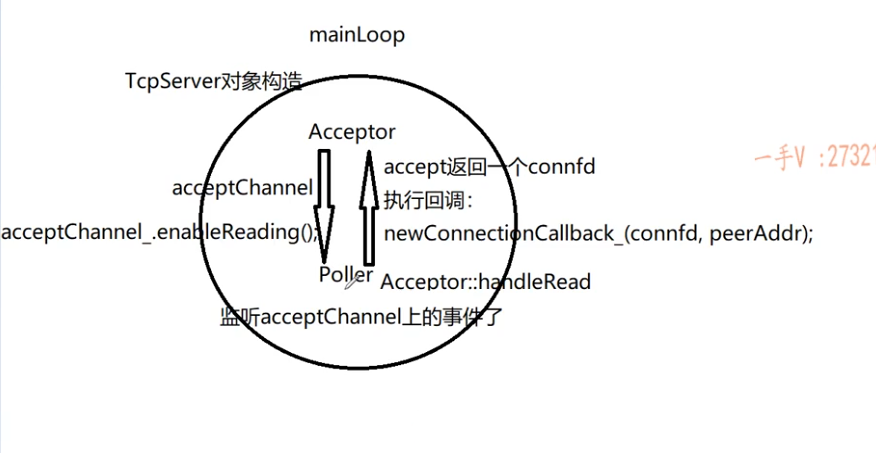 mainLoop
TcpServer对象构造
Acceptor
accept返回一个connfd
一手V :27321
acceptChannel
执行回调：
acceptChannel_.enableReading();
newConnectionCallback_(connfd, peerAddr);
Poller
Acceptor::handleRead
监听acceptChannel上的事件了